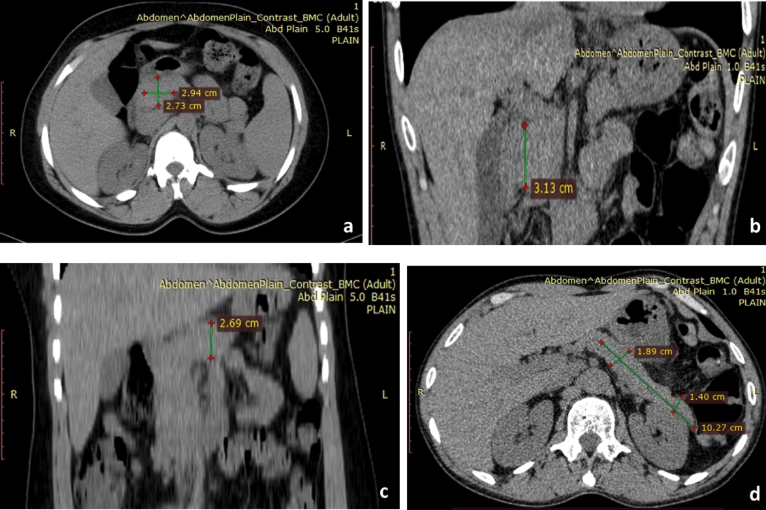 1
Abdomen^AbdomenPlain_Contrast_BMC (Adult)
Abd Plain 5.0 B41s
PLAIN
2.94 cm
2.73 cm
R
L
a
1
Abdomen^AbdomenPlain_Contrast_BMC (Adult)
Abd Plain 1.0 B41s
PLAIN
R
L
3.13 cm
b
1
Abdomen^AbdomenPlain_Contrast_BMC (Adult)
Abd Plain 5.0 B41s
PLAIN
2.69 cm
R
L
c
1
Abdomen^AbdomenPlain_Contrast_BMC (Adult)
Abd Plain 1.0 B41s
PLAIN
1.89 cm
R
L
1.40 cm
10.27 cm
d